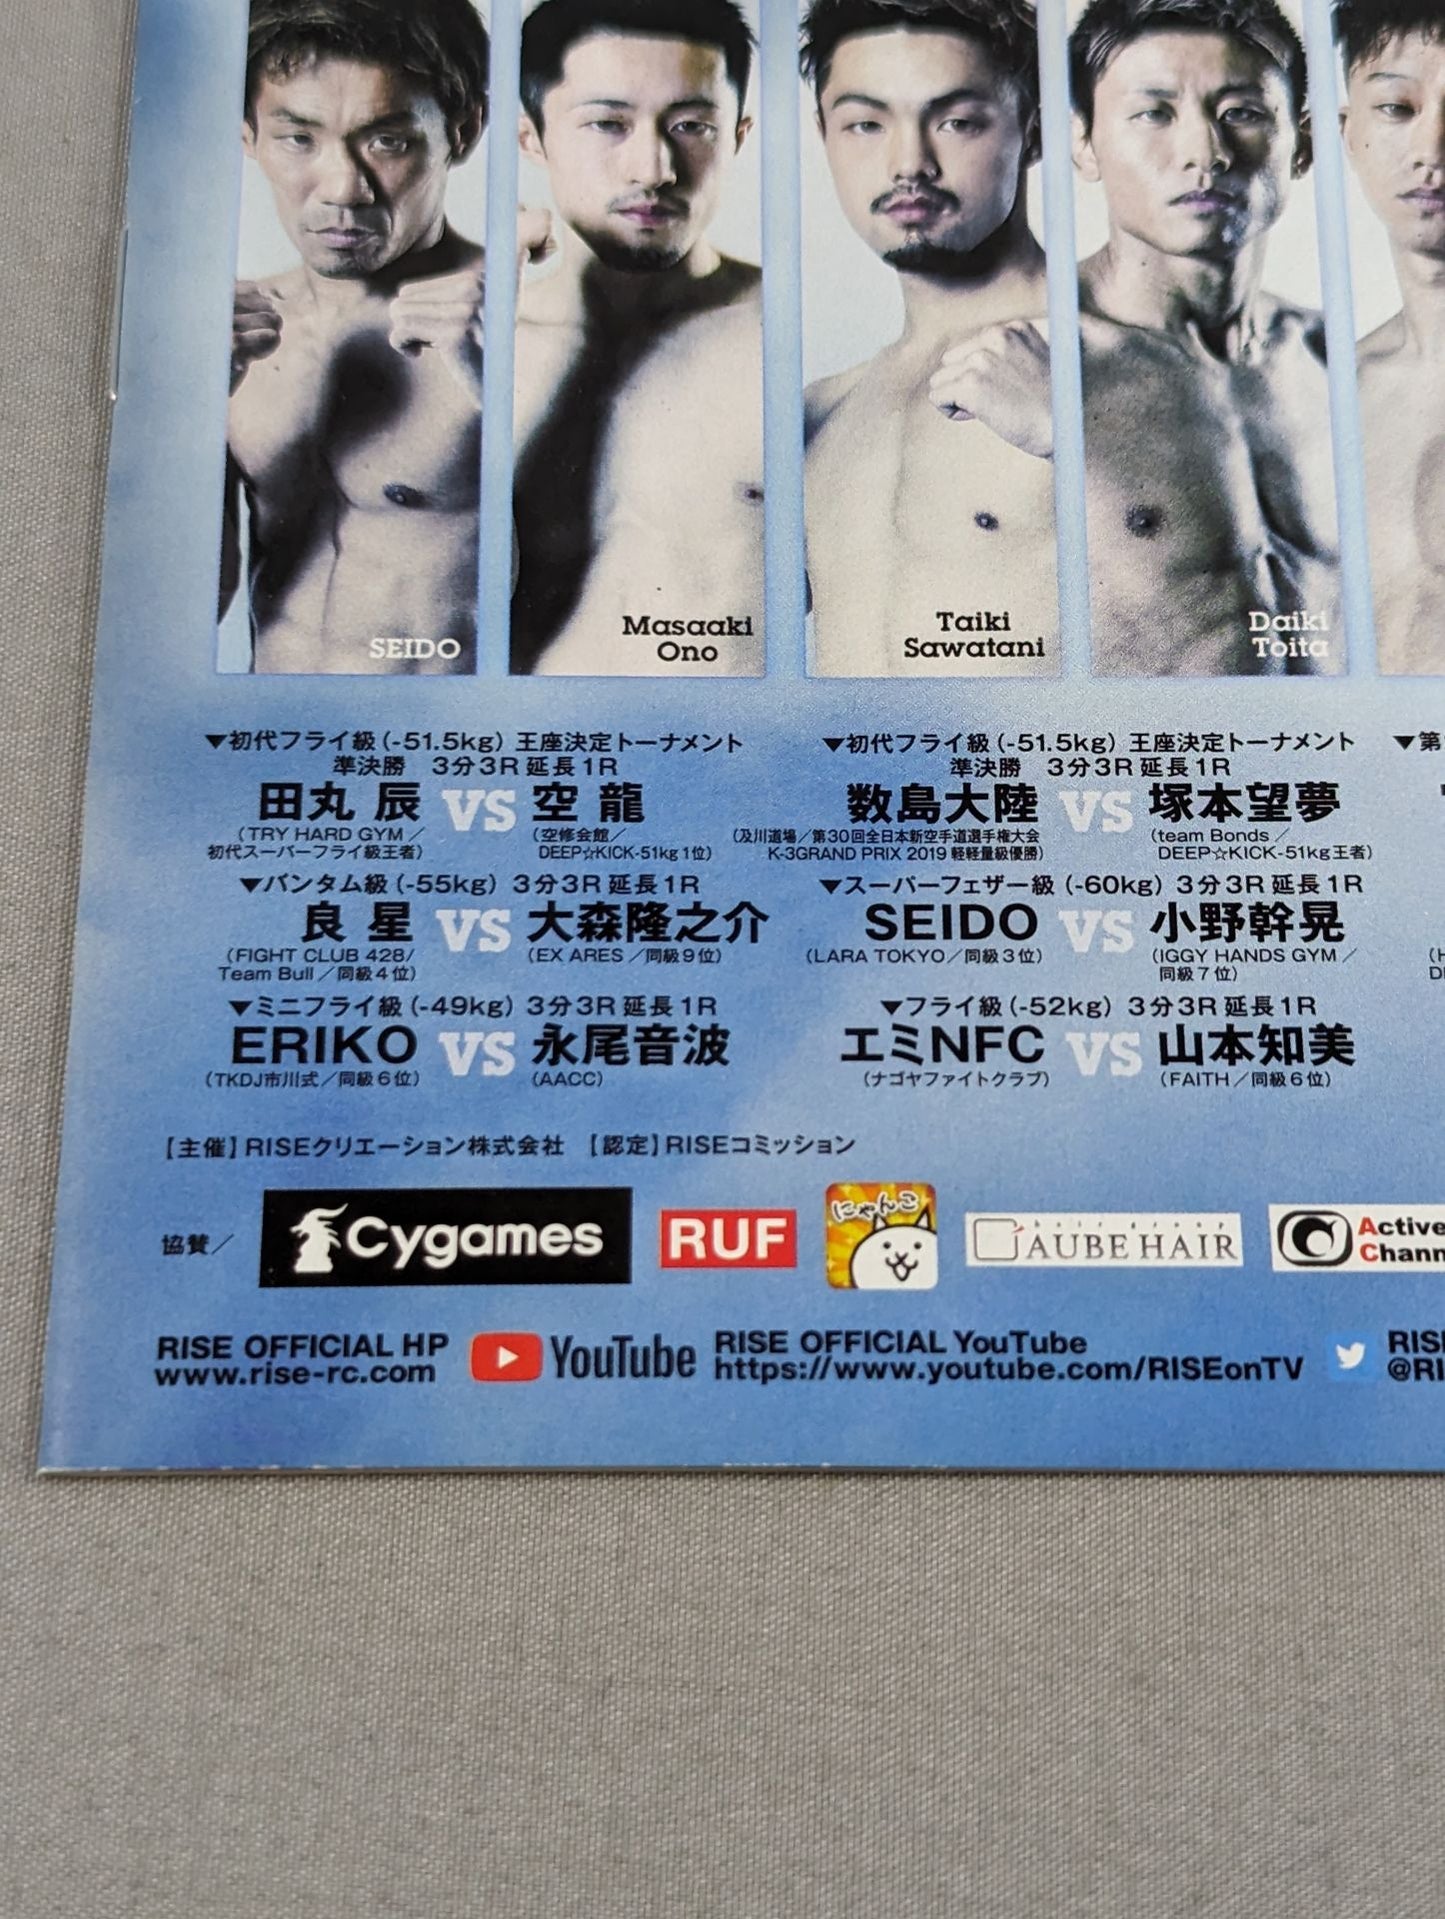 SEIDO
Masaaki
Ono
Taiki
Sawatani
Daiki
Toita
▼初代フライ級(-51.5kg) 王座決定トーナメント
準決勝 3分3R 延長1R
田丸 辰 VS 空 龍
(TRY HARD GYM/
初代スーパーフライ級王者)
(空修会館/
DEEP☆KICK-51kg 1位)
▼初代フライ級(-51.5kg) 王座決定トーナメント
準決勝 3分3R 延長1R
数島大陸 VS 塚本望夢
(及川道場/第30回全日本新空手道選手権大会
K-3GRAND PRIX 2019 軽軽量級優勝)
(team Bonds/
DEEP☆KICK-51kg王者)
▼第
▼バンタム級(-55kg) 3分3R 延長1R
良 星 VS 大森隆之介
(FIGHT CLUB 428/
Team Bull/同級4位)
(EX ARES/同級9位)
▼スーパーフェザー級(-60kg) 3分3R 延長1R
SEIDO VS 小野幹晃
(LARA TOKYO/同級3位)
(IGGY HANDS GYM/
同級7位)
▼ミニフライ級(-49kg) 3分3R 延長1R
ERIKO VS 永尾音波
(TKDJ市川式/同級6位)
(AACC)
▼フライ級(-52kg) 3分3R 延長1R
エミNFC VS 山本知美
(ナゴヤファイトクラブ)
(FAITH/同級6位)
【主催】RISEクリエーション株式会社 【認定】RISEコミッション
協賛/
Cygames
RUF
にゃんこ
hair group
AUBE HAIR
Active
Chann
RISE OFFICIAL HP
www.rise-rc.com
YouTube
RISE OFFICIAL YouTube
https://www.youtube.com/RISEonTV
RISE
@RI